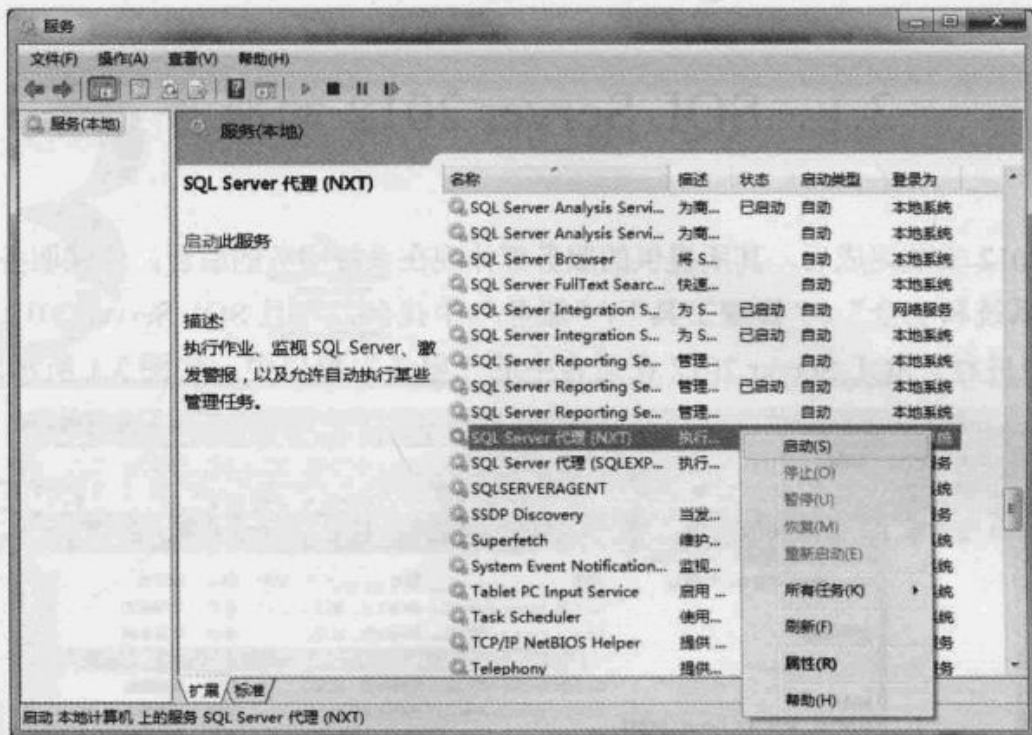 服务
文件(F) 操作(A) 查看(V) 帮助(H)
服务(本地)
服务(本地)
SQL Server 代理 (NXT)
启动此服务
描述:
执行作业、监视 SQL Server、激
发警报，以及允许自动执行某些
管理任务。
名称 描述 状态 启动类型 登录为
SQL Server Analysis Servi... 为商... 已启动 自动 本地系统
SQL Server Analysis Servi... 为商... 自动 本地系统
SQL Server Browser 将 S... 自动 本地系统
SQL Server FullText Searc... 快速... 自动 本地系统
SQL Server Integration S... 为 S... 已启动 自动 网络服务
SQL Server Integration S... 为 S... 已启动 自动 本地系统
SQL Server Reporting Se... 管理... 自动 本地系统
SQL Server Reporting Se... 管理... 已启动 自动 本地系统
SQL Server Reporting Se... 管理... 自动 本地系统
SQL Server 代理 (NXT) 执行... 统
SQL Server 代理 (SQLEXP... 执行... 务
SQLSERVERAGENT 统
SSDP Discovery 当发... 务
Superfetch 维护... 统
System Event Notification... 监视... 统
Tablet PC Input Service 启用 ... 统
Task Scheduler 使用... 统
TCP/IP NetBIOS Helper 提供 ... 务
Telephony 提供... 务
启动(S)
停止(O)
暂停(U)
恢复(M)
重新启动(E)
所有任务(K)
刷新(F)
属性(R)
帮助(H)
扩展 标准
启动 本地计算机 上的服务 SQL Server 代理 (NXT)